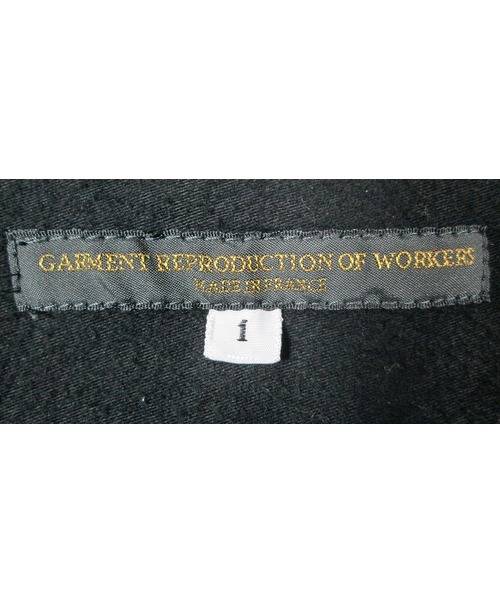 GARMENT REPRODUCTION OF WORKERS
MADE IN FRANCE
1